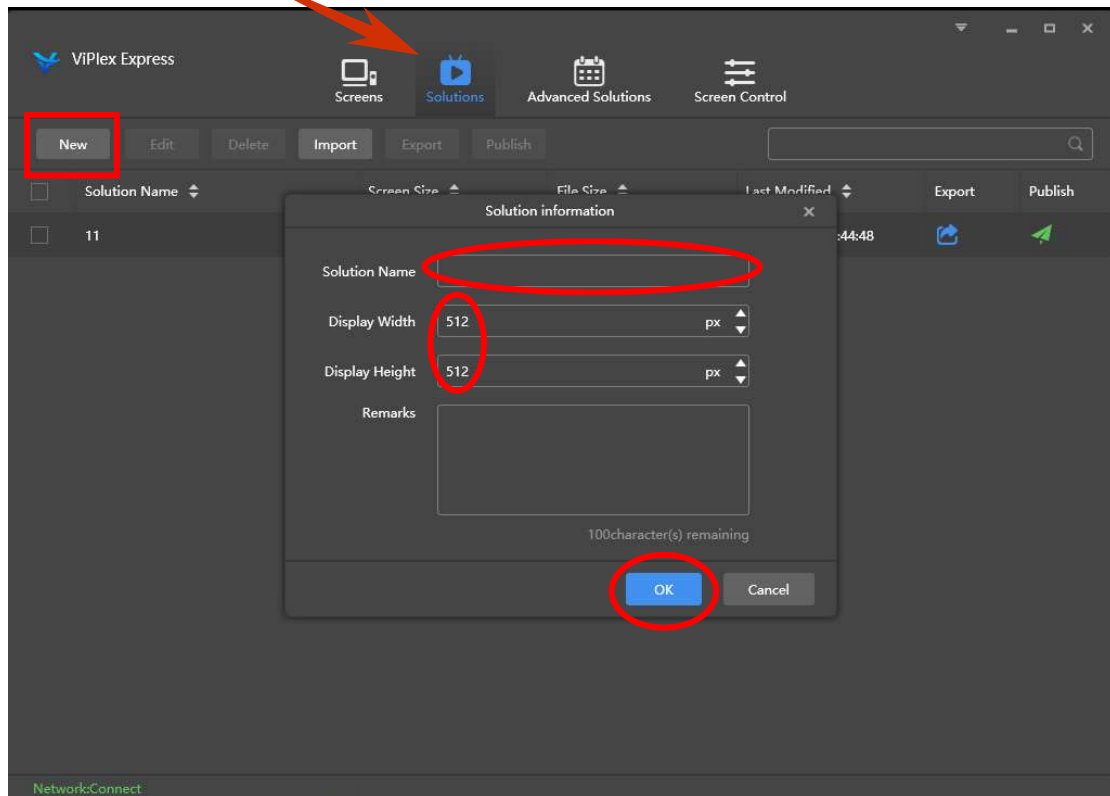 ViPlex Express
Screens Solutions Advanced Solutions Screen Control
New Edit Delete Import Export Publish
Solution Name Screen Size File Size Last Modified Export Publish
Solution information
11 :44:48
Solution Name
Display Width 512 px
Display Height 512 px
Remarks
100character(s) remaining
OK Cancel
Network:Connect